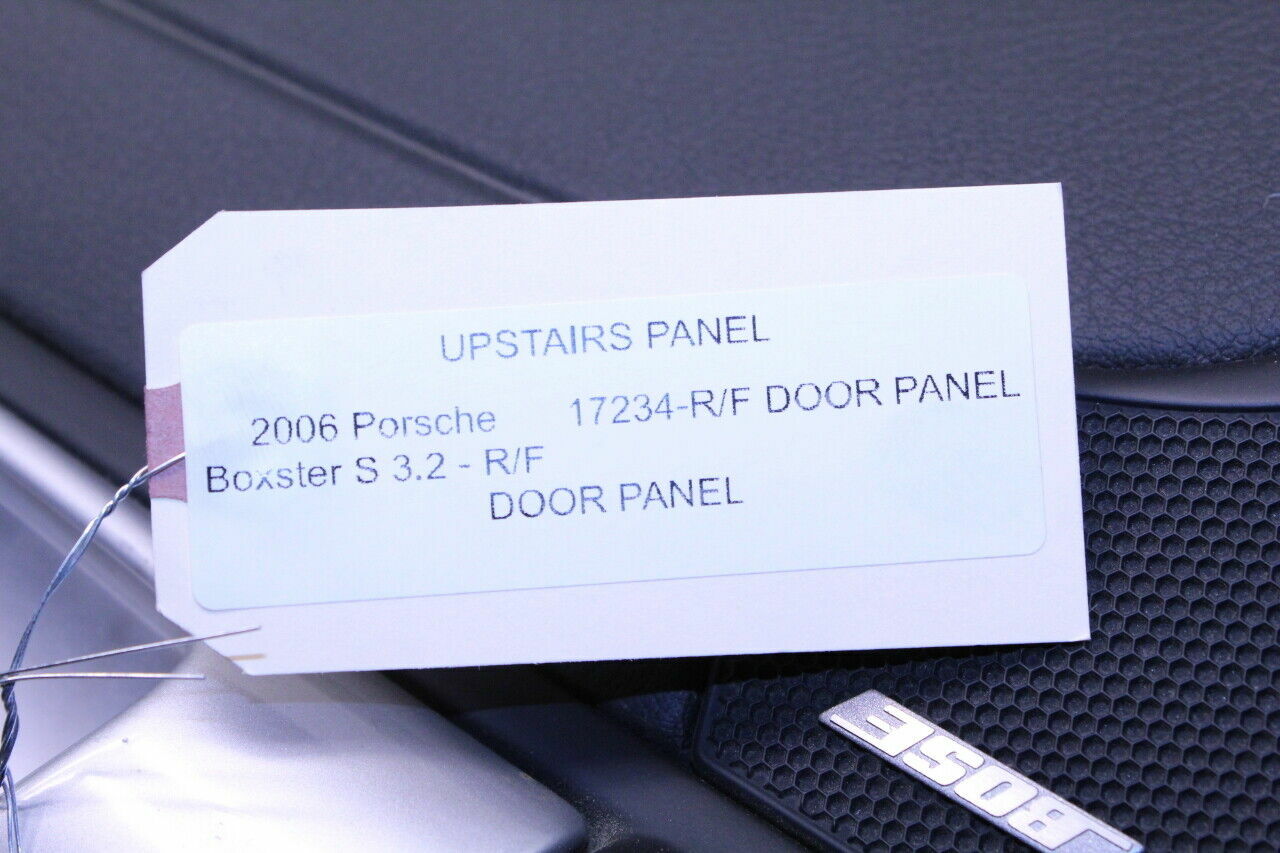 UPSTAIRS PANEL
2006 Porsche 17234-R/F DOOR PANEL
Boxster S 3.2 - R/F
DOOR PANEL
BOSE